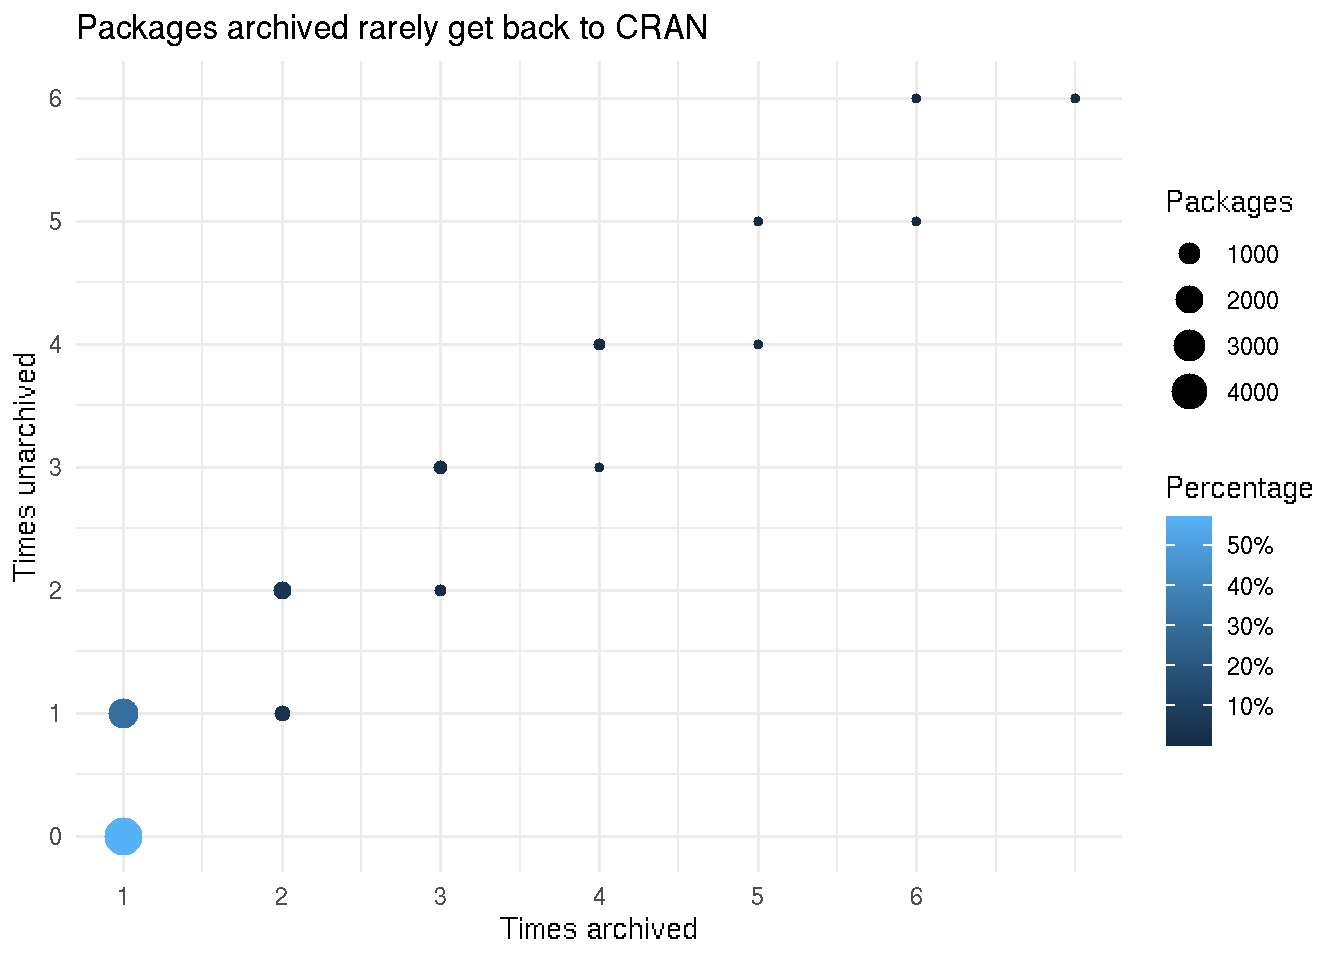 Packages archived rarely get back to CRAN
Times unarchived
6
5
4
3
2
1
0
1 2 3 4 5 6
Times archived
Packages
1000
2000
3000
4000
Percentage
50%
40%
30%
20%
10%